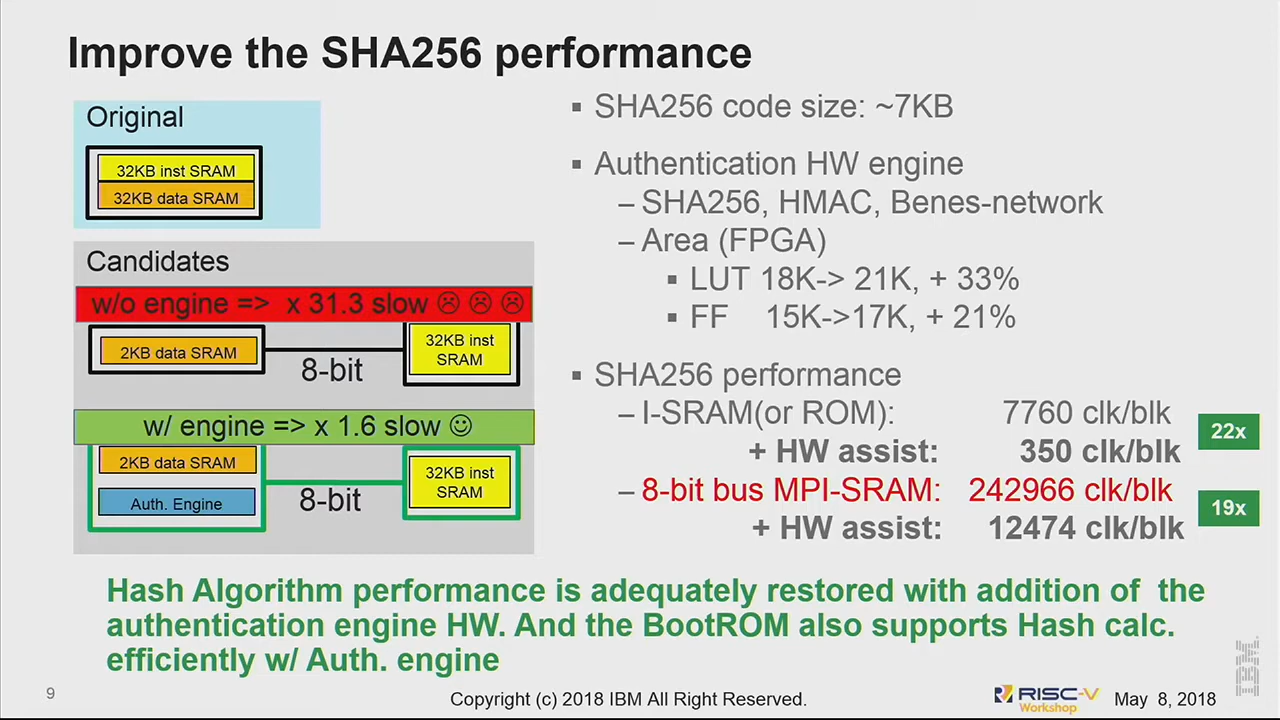 Improve the SHA256 performance
Original
32KB inst SRAM
32KB data SRAM
Candidates
w/o engine => x 31.3 slow ☹ ☹ ☹
2KB data SRAM
8-bit
32KB inst
SRAM
w/ engine => x 1.6 slow ☺
2KB data SRAM
Auth. Engine
8-bit
32KB inst
SRAM
▪ SHA256 code size: ~7KB
▪ Authentication HW engine
– SHA256, HMAC, Benes-network
– Area (FPGA)
▪ LUT 18K-> 21K, + 33%
▪ FF 15K->17K, + 21%
▪ SHA256 performance
– I-SRAM(or ROM): 7760 clk/blk
+ HW assist: 350 clk/blk
22x
– 8-bit bus MPI-SRAM: 242966 clk/blk
+ HW assist: 12474 clk/blk
19x
Hash Algorithm performance is adequately restored with addition of the
authentication engine HW. And the BootROM also supports Hash calc.
efficiently w/ Auth. engine
9
Copyright (c) 2018 IBM All Right Reserved.
RISC-V
Workshop
May 8, 2018
IBM